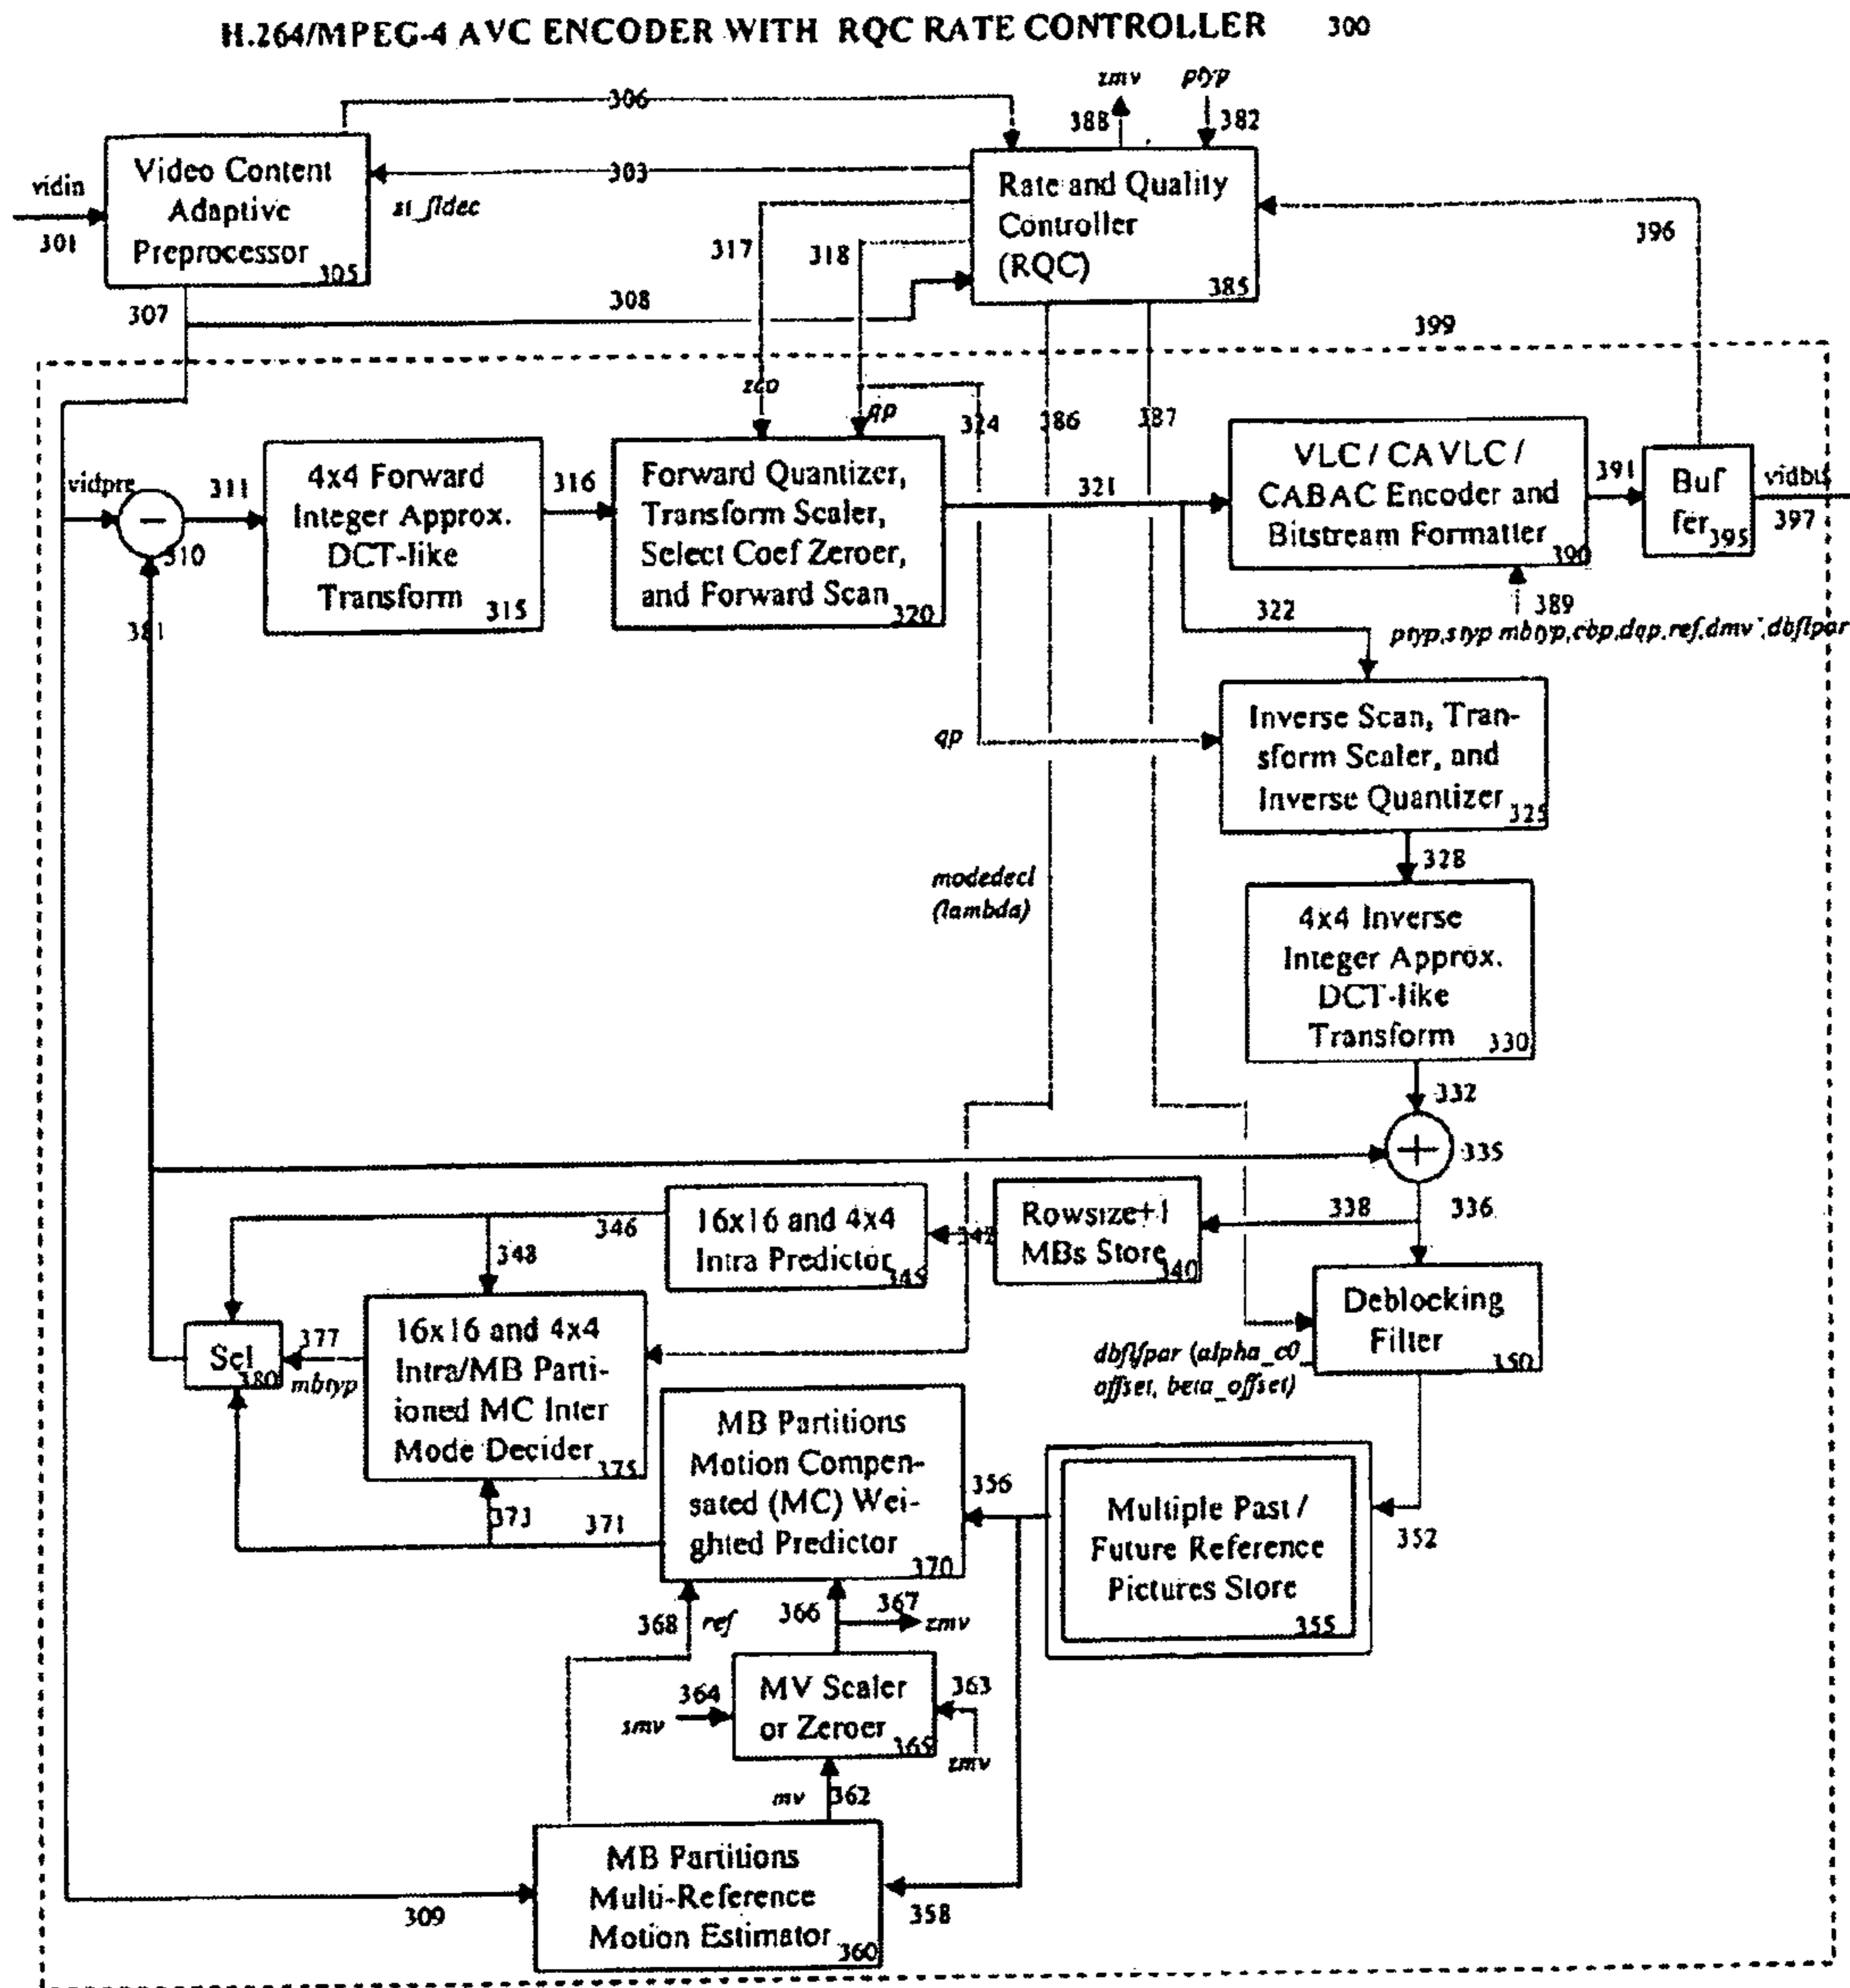 H.264/MPEG-4 AVC ENCODER WITH RQC RATE CONTROLLER 300
zmv
ptyp
306
388
382
Video Content
Adaptive
Preprocessor
305
vidin
301
303
Rate and Quality
Controller
(RQC)
385
317
318
396
307
308
399
zco
qp
324
386
387
vidpre
310
311
4x4 Forward
Integer Approx.
DCT-like
Transform
315
316
Forward Quantizer,
Transform Scaler,
Select Coef Zeroer,
and Forward Scan
320
321
VLC / CAVLC /
CABAC Encoder and
Bitstream Formatter
390
391
Buf
fer
395
397
381
322
389
ptyp,styp mbtyp,cbp,dqp,ref,dmv
qp
Inverse Scan, Tran-
sform Scaler, and
Inverse Quantizer
325
328
modedecl
(lambda)
4x4 Inverse
Integer Approx.
DCT-like
Transform
330
332
+
335
346
16x16 and 4x4
Intra Predictor
345
342
Rowsize+1
MBs Store
340
338
336
348
Sel
380
377
mbtyp
16x16 and 4x4
Intra/MB Parti-
ioned MC Inter
Mode Decider
375
Deblocking
Filter
350
(alpha_c0_
offset, beta_offset)
373
371
MB Partitions
Motion Compen-
sated (MC) Wei-
ghted Predictor
370
356
Multiple Past /
Future Reference
Pictures Store
355
352
368
ref
366
367
zmv
364
smv
MV Scaler
or Zeroer
365
363
zmv
mv
362
MB Partitions
Multi-Reference
Motion Estimator
360
309
358